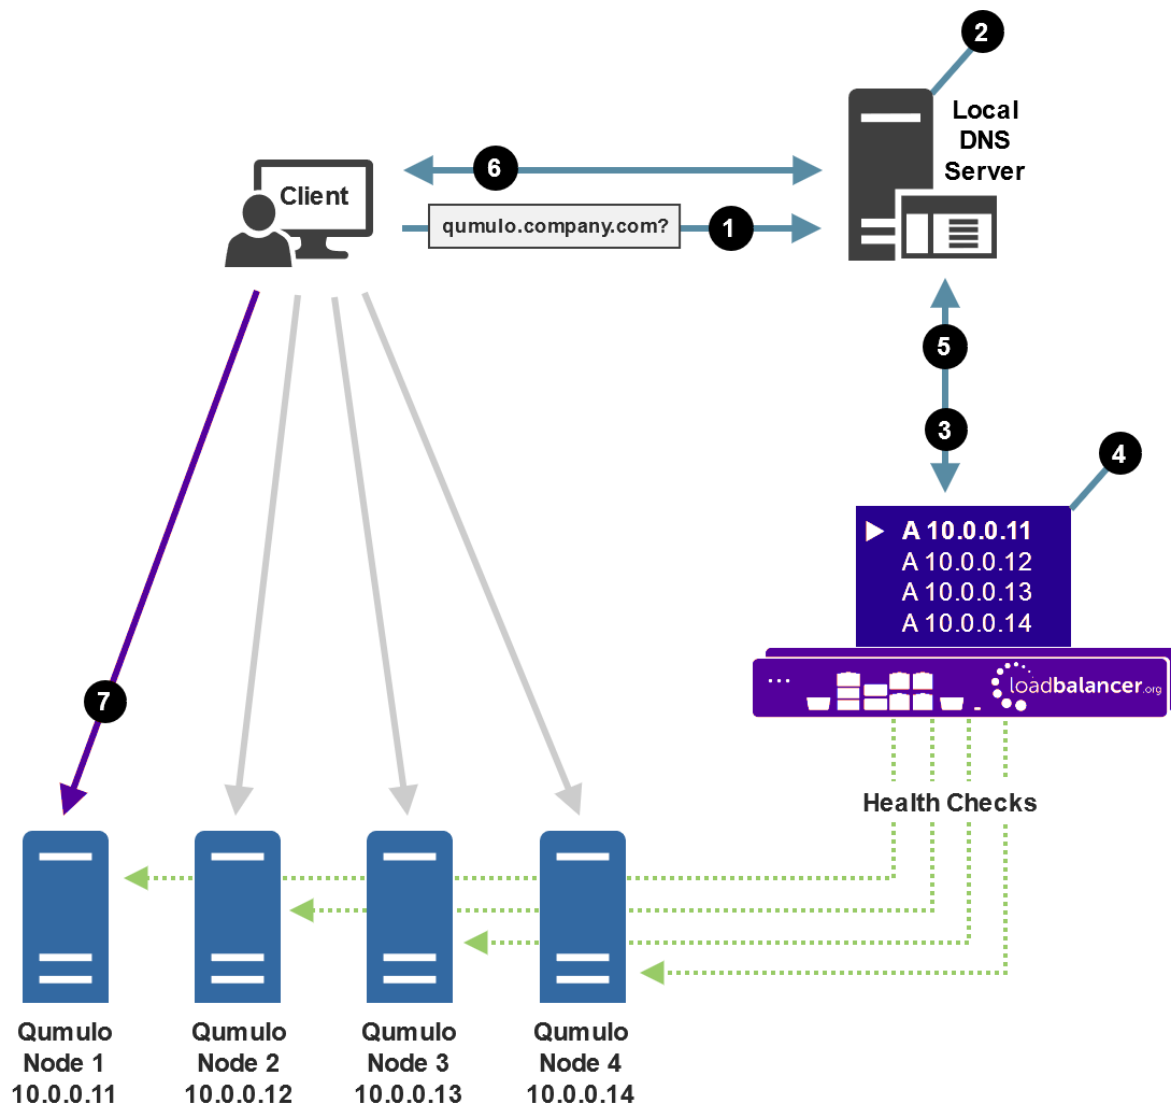 2
Local
DNS
Server
6
Client
qumulo.company.com?
1
5
3
4
A 10.0.0.11
A 10.0.0.12
A 10.0.0.13
A 10.0.0.14
loadbalancer.org
7
Health Checks
Qumulo
Node 1
10.0.0.11
Qumulo
Node 2
10.0.0.12
Qumulo
Node 3
10.0.0.13
Qumulo
Node 4
10.0.0.14